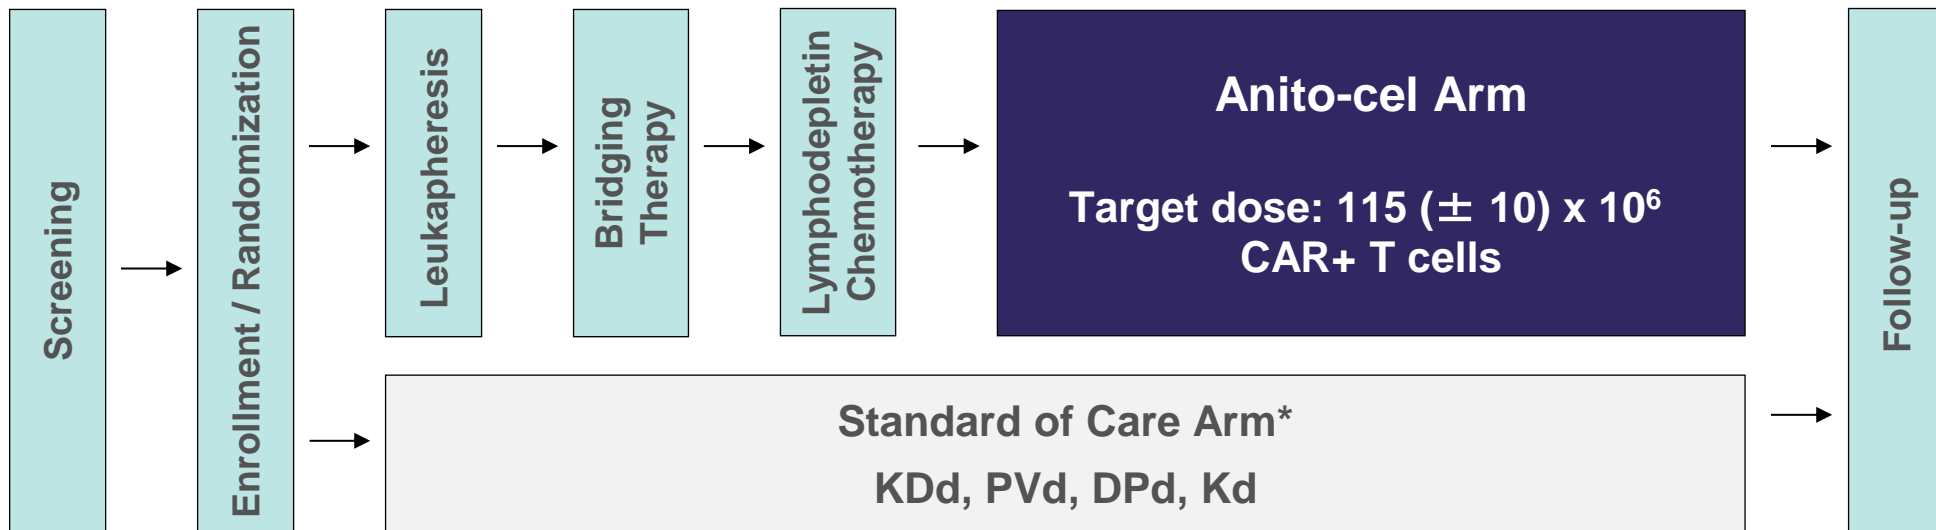 Screening
Enrollment / Randomization
Leukapheresis
Bridging
Therapy
Lymphodepletin
Chemotherapy
Anito-cel Arm
Target dose: 115 (± 10) x 10⁶
CAR+ T cells
Standard of Care Arm*
KDd, PVd, DPd, Kd
Follow-up